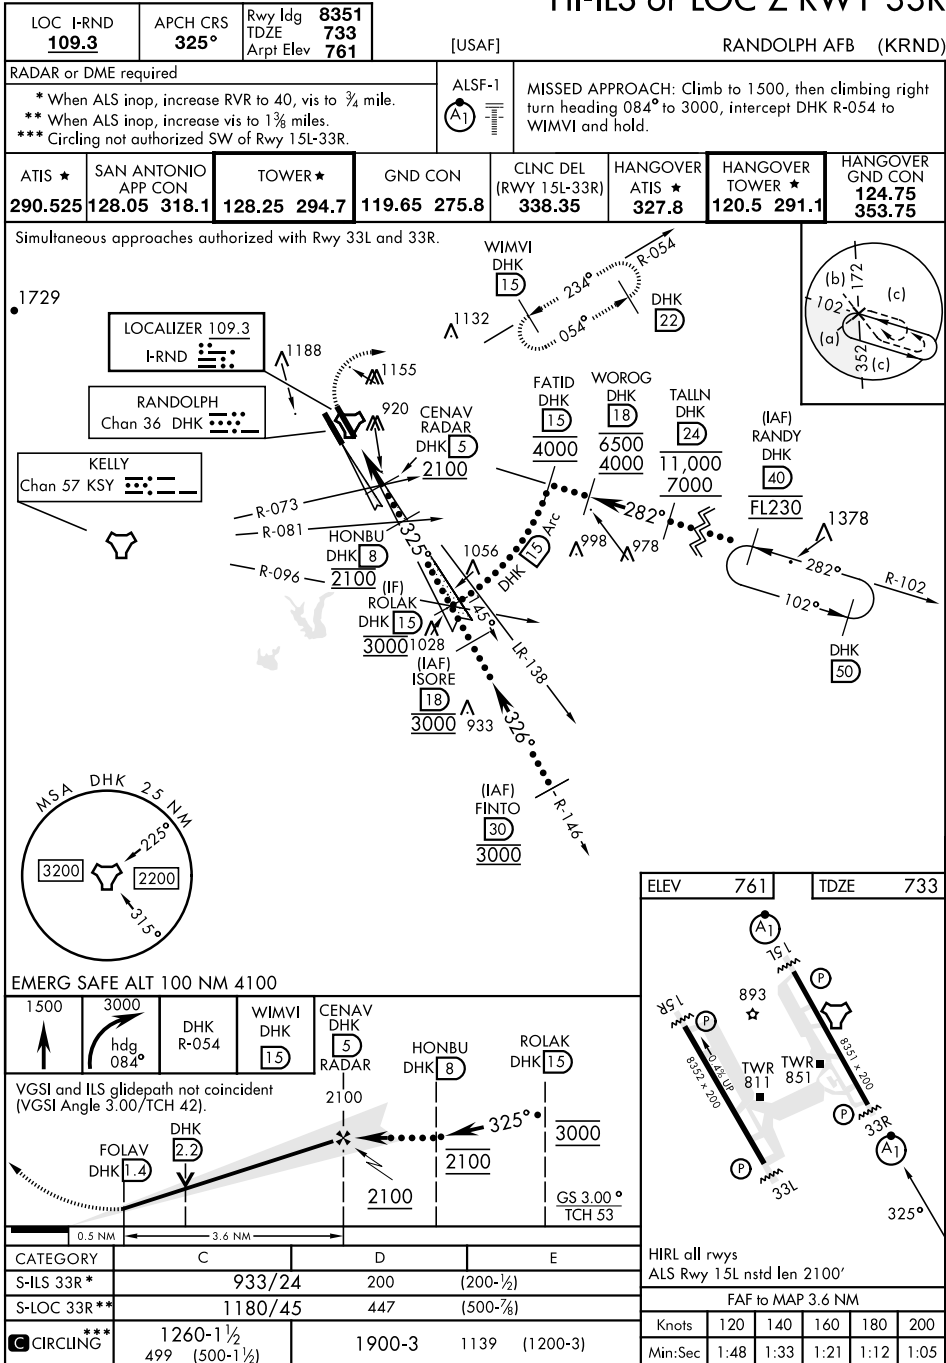 HI-ILS or LOC Z RWY 33R
LOC I-RND
109.3
APCH CRS
325°
Rwy ldg 8351
TDZE 733
Arpt Elev 761
[USAF]
RANDOLPH AFB (KRND)
RADAR or DME required
* When ALS inop, increase RVR to 40, vis to ¾ mile.
** When ALS inop, increase vis to 1⅜ miles.
*** Circling not authorized SW of Rwy 15L-33R.
ALSF-1
A1
MISSED APPROACH: Climb to 1500, then climbing right
turn heading 084° to 3000, intercept DHK R-054 to
WIMVI and hold.
ATIS ★
290.525
SAN ANTONIO
APP CON
128.05 318.1
TOWER ★
128.25 294.7
GND CON
119.65 275.8
CLNC DEL
(RWY 15L-33R)
338.35
HANGOVER
ATIS ★
327.8
HANGOVER
TOWER ★
120.5 291.1
HANGOVER
GND CON
124.75
353.75
Simultaneous approaches authorized with Rwy 33L and 33R.
1729
LOCALIZER 109.3
I-RND
RANDOLPH
Chan 36 DHK
KELLY
Chan 57 KSY
1188
1155
920
1132
WIMVI
DHK
15
R-054
234°
054°
DHK
22
172
(b)
(c)
102
(a)
352
(c)
CENAV
RADAR
DHK 5
2100
FATID
DHK
15
4000
WOROG
DHK
18
6500
4000
TALLN
DHK
24
11,000
7000
(IAF)
RANDY
DHK
40
FL230
1378
R-073
R-081
R-096
HONBU
DHK 8
2100
325°
1056
DHK 15 Arc
998
978
282°
282°
102°
R-102
DHK
50
(IF)
ROLAK
DHK 15
3000
1028
145°
LR-138
(IAF)
ISORE
18
3000
933
326°
(IAF)
FINTO
30
3000
R-146
MSA DHK 25 NM
225°
3200
2200
315°
EMERG SAFE ALT 100 NM 4100
1500
3000
hdg
084°
DHK
R-054
WIMVI
DHK
15
CENAV
DHK
5
RADAR
2100
HONBU
DHK 8
ROLAK
DHK 15
VGSI and ILS glidepath not coincident
(VGSI Angle 3.00/TCH 42).
DHK
2.2
FOLAV
DHK 1.4
325°
3000
2100
2100
GS 3.00°
TCH 53
0.5 NM
3.6 NM
ELEV 761
TDZE 733
A1
15L
P
893
15R
P
0.4% UP
8352 x 200
TWR
811
TWR
851
8351 x 200
P
33R
A1
P
33L
325°
HIRL all rwys
ALS Rwy 15L nstd len 2100'
CATEGORY C D E
S-ILS 33R* 933/24 200 (200-½)
S-LOC 33R** 1180/45 447 (500-⅞)
C CIRCLING*** 1260-1½ 499 (500-1½) 1900-3 1139 (1200-3)
FAF to MAP 3.6 NM
Knots 120 140 160 180 200
Min:Sec 1:48 1:33 1:21 1:12 1:05